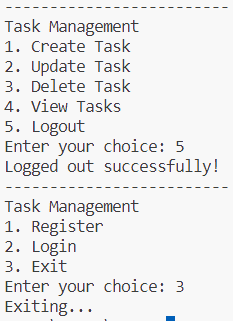 -------------------------
Task Management
1. Create Task
2. Update Task
3. Delete Task
4. View Tasks
5. Logout
Enter your choice: 5
Logged out successfully!
-------------------------
Task Management
1. Register
2. Login
3. Exit
Enter your choice: 3
Exiting...